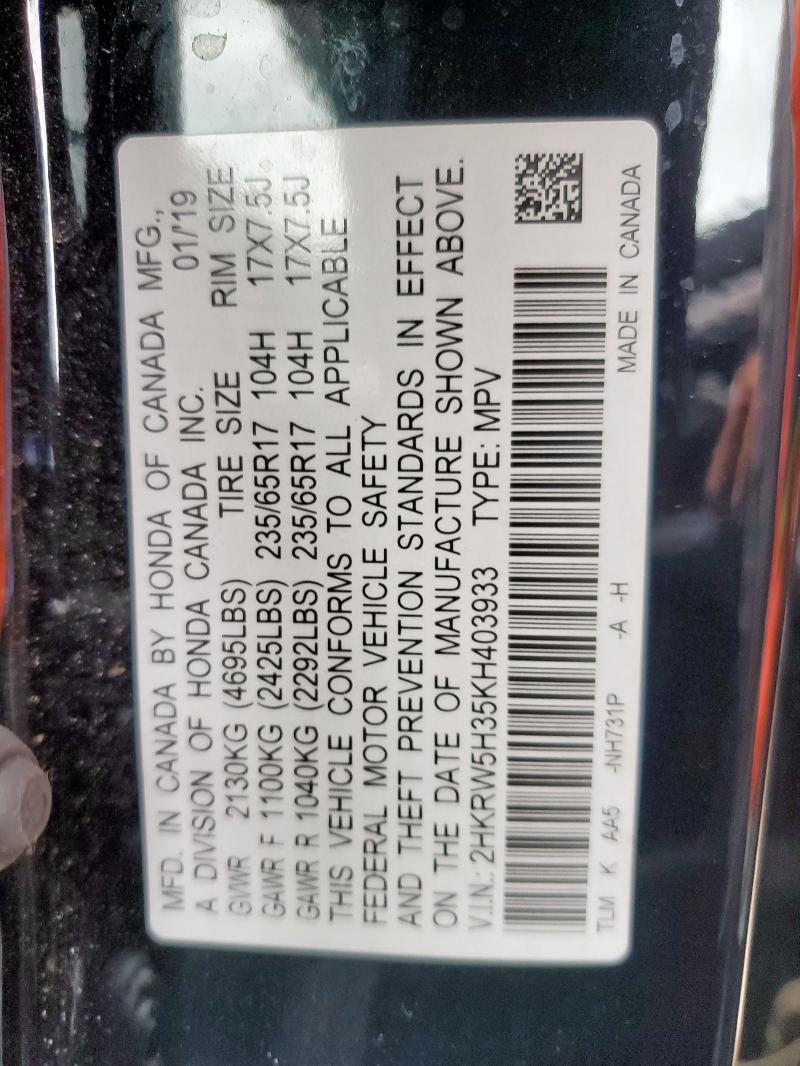 MFD. IN CANADA BY HONDA OF CANADA MFG.,
A DIVISION OF HONDA CANADA INC. 01/'19
GVWR 2130KG (4695LBS) TIRE SIZE RIM SIZE
GAWR F 1100KG (2425LBS) 235/65R17 104H 17X7.5J
GAWR R 1040KG (2292LBS) 235/65R17 104H 17X7.5J
THIS VEHICLE CONFORMS TO ALL APPLICABLE
FEDERAL MOTOR VEHICLE SAFETY
AND THEFT PREVENTION STANDARDS IN EFFECT
ON THE DATE OF MANUFACTURE SHOWN ABOVE.
V.I.N.: 2HKRW5H35KH403933 TYPE: MPV
TLM K AA5 -NH731P -A -H MADE IN CANADA